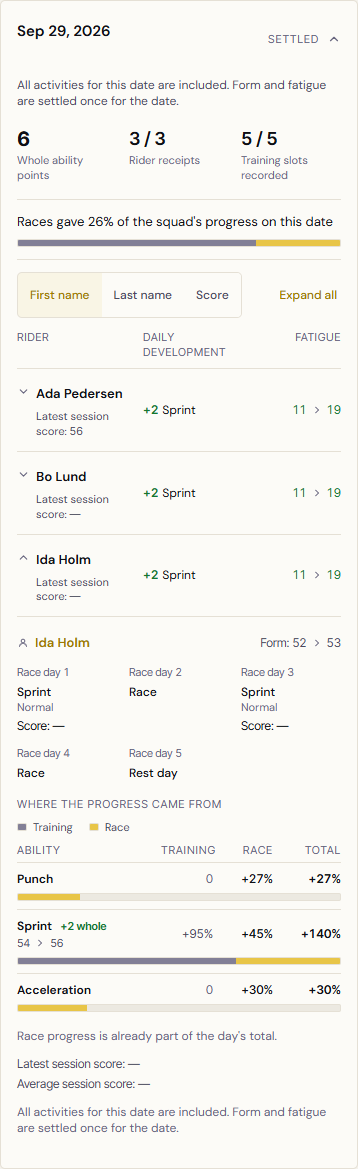 Sep 29, 2026
SETTLED
All activities for this date are included. Form and fatigue
are settled once for the date.
6
3 / 3
5 / 5
Whole ability
points
Rider receipts
Training slots
recorded
Races gave 26% of the squad's progress on this date
First name
Last name
Score
Expand all
RIDER
DAILY
DEVELOPMENT
FATIGUE
Ada Pedersen
Latest session
score: 56
+2 Sprint
11 > 19
Bo Lund
Latest session
score: —
+2 Sprint
11 > 19
Ida Holm
Latest session
score: —
+2 Sprint
11 > 19
Ida Holm
Form: 52 > 53
Race day 1
Sprint
Normal
Score: —
Race day 2
Race
Race day 3
Sprint
Normal
Score: —
Race day 4
Race
Race day 5
Rest day
WHERE THE PROGRESS CAME FROM
Training
Race
ABILITY TRAINING RACE TOTAL
Punch 0 +27% +27%
Sprint +2 whole
54 > 56
+95% +45% +140%
Acceleration 0 +30% +30%
Race progress is already part of the day's total.
Latest session score: —
Average session score: —
All activities for this date are included. Form and fatigue
are settled once for the date.